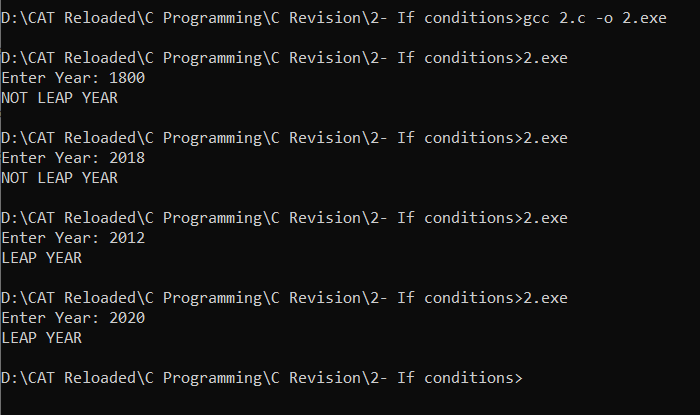 D:\CAT Reloaded\C Programming\C Revision\2- If conditions>gcc 2.c -o 2.exe
D:\CAT Reloaded\C Programming\C Revision\2- If conditions>2.exe
Enter Year: 1800
NOT LEAP YEAR
D:\CAT Reloaded\C Programming\C Revision\2- If conditions>2.exe
Enter Year: 2018
NOT LEAP YEAR
D:\CAT Reloaded\C Programming\C Revision\2- If conditions>2.exe
Enter Year: 2012
LEAP YEAR
D:\CAT Reloaded\C Programming\C Revision\2- If conditions>2.exe
Enter Year: 2020
LEAP YEAR
D:\CAT Reloaded\C Programming\C Revision\2- If conditions>